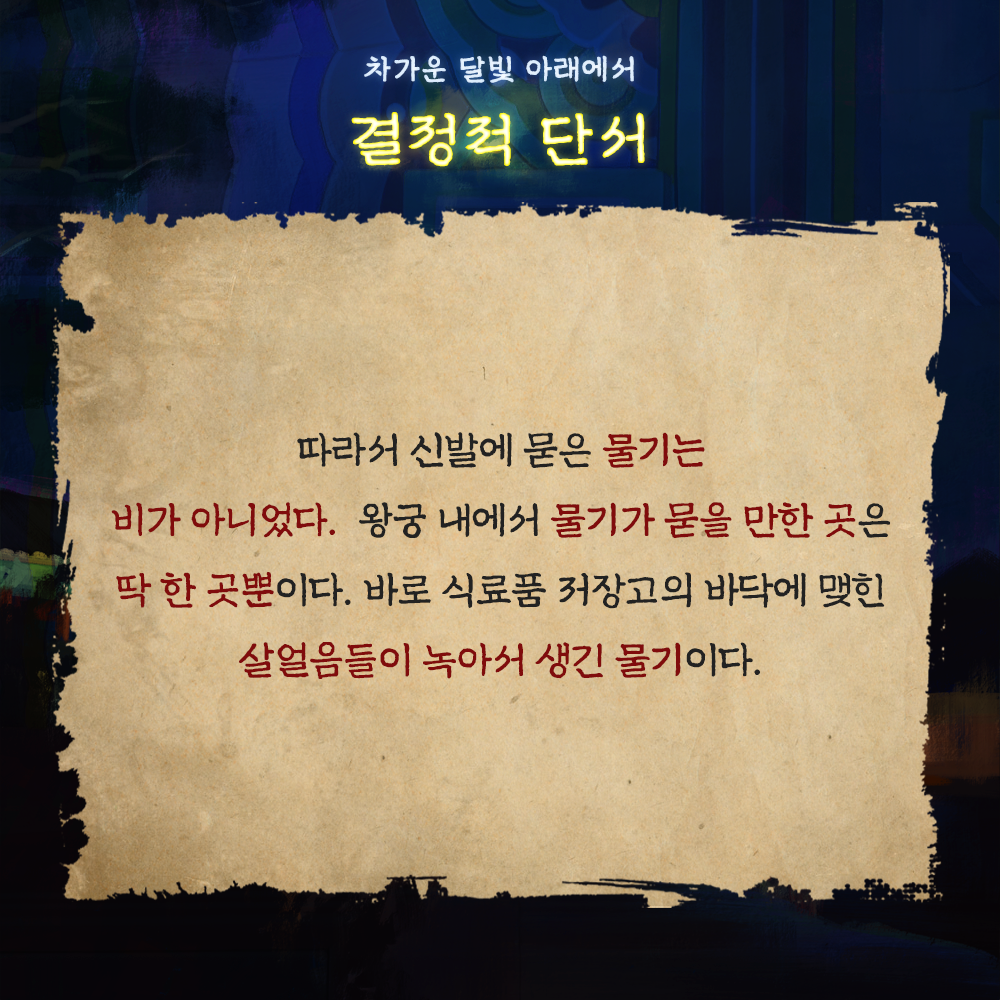 차가운 달빛 아래에서
결정적 단서
따라서 신발에 묻은 물기는
비가 아니었다. 왕궁 내에서 물기가 묻을 만한 곳은
딱 한 곳뿐이다. 바로 식료품 저장고의 바닥에 맺힌
살얼음들이 녹아서 생긴 물기이다.